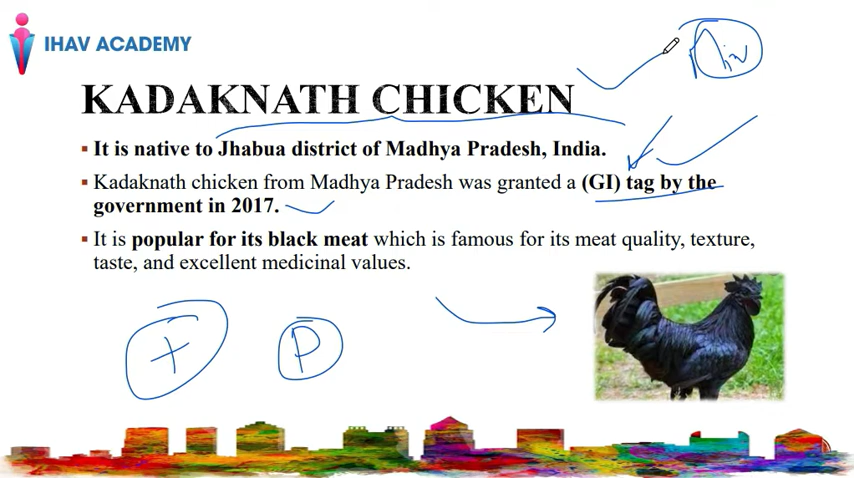 IHAV ACADEMY
KADAKNATH CHICKEN
▪ It is native to Jhabua district of Madhya Pradesh, India.
▪ Kadaknath chicken from Madhya Pradesh was granted a (GI) tag by the
government in 2017.
▪ It is popular for its black meat which is famous for its meat quality, texture,
taste, and excellent medicinal values.
+ P